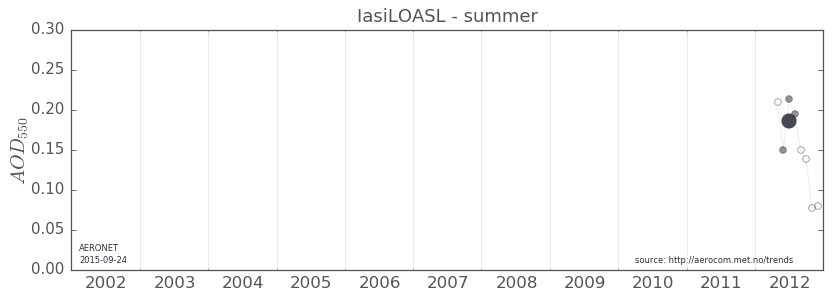 IasiLOASL - summer
0.30
0.25
0.20
0.15
0.10
0.05
0.00
AOD550
AERONET
2015-09-24
source: http://aerocom.met.no/trends
2002 2003 2004 2005 2006 2007 2008 2009 2010 2011 2012